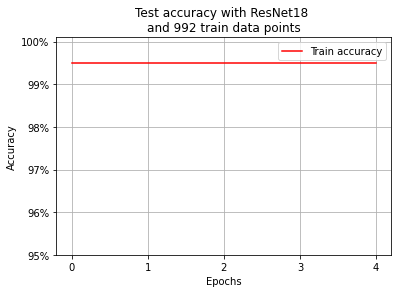 Test accuracy with ResNet18
and 992 train data points
100%
Train accuracy
99%
98%
97%
96%
95%
Accuracy
0 1 2 3 4
Epochs